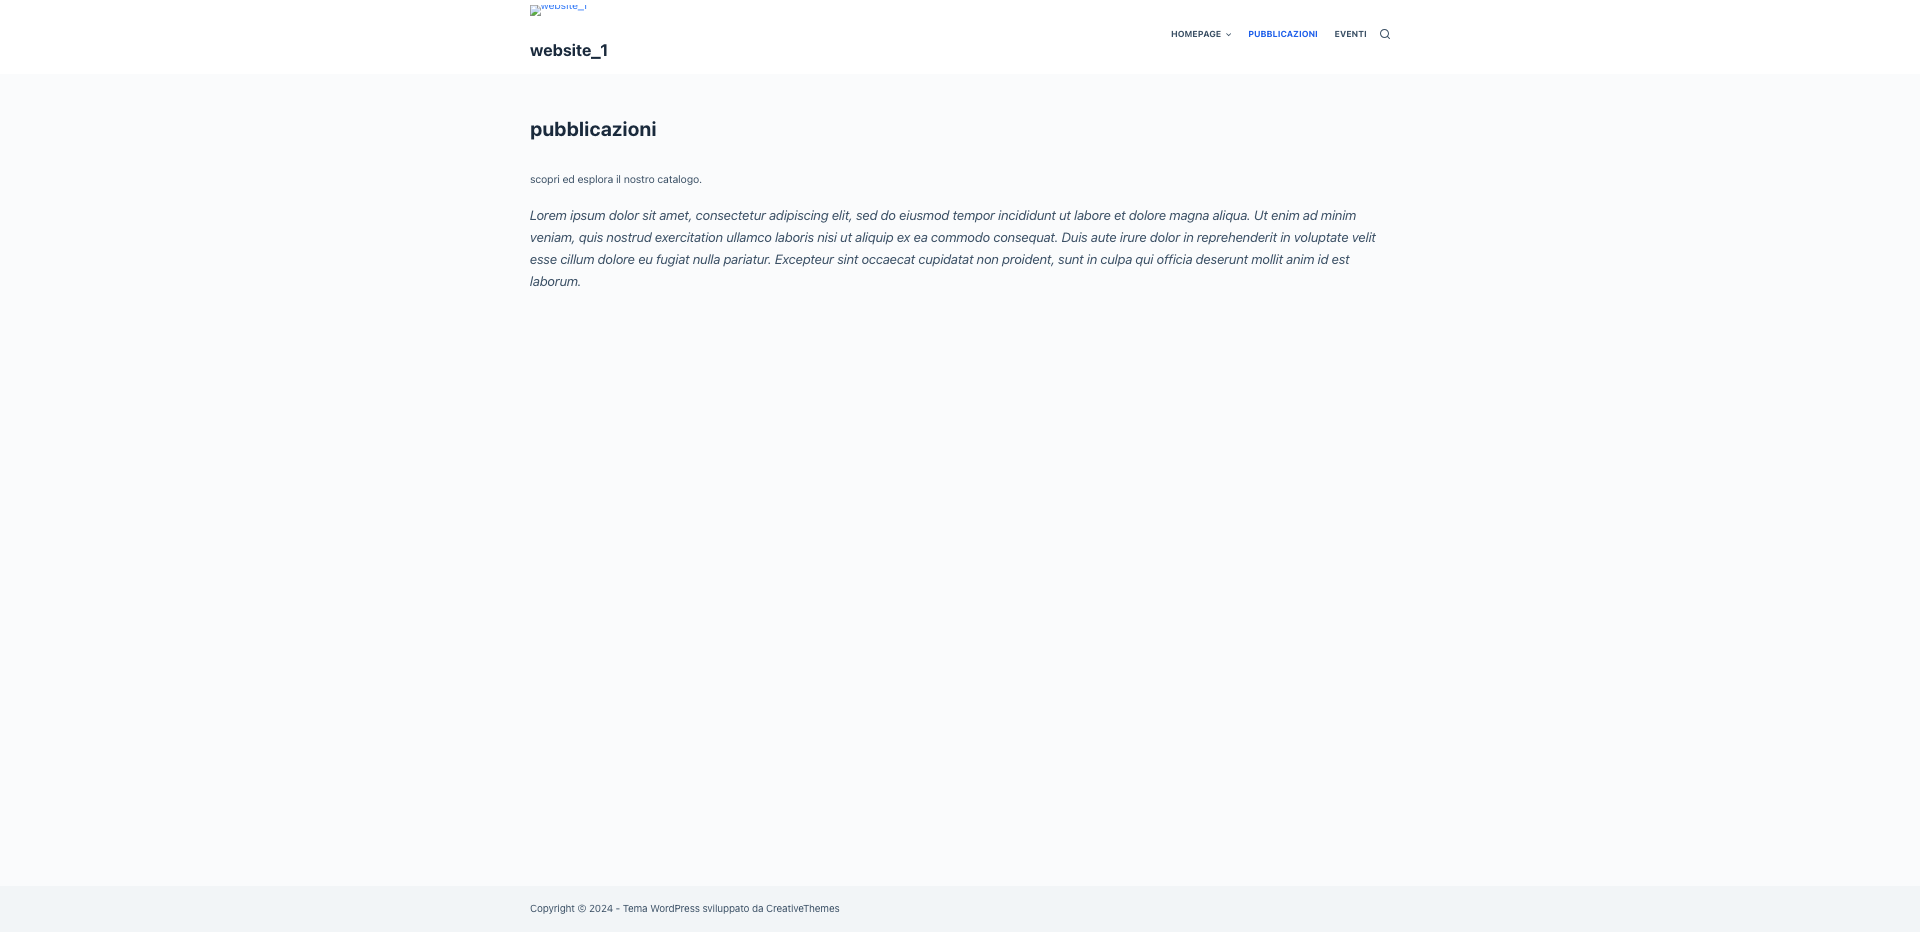 website_1
website_1
HOMEPAGE
PUBBLICAZIONI
EVENTI
pubblicazioni
scopri ed esplora il nostro catalogo.
Lorem ipsum dolor sit amet, consectetur adipiscing elit, sed do eiusmod tempor incididunt ut labore et dolore magna aliqua. Ut enim ad minim
veniam, quis nostrud exercitation ullamco laboris nisi ut aliquip ex ea commodo consequat. Duis aute irure dolor in reprehenderit in voluptate velit
esse cillum dolore eu fugiat nulla pariatur. Excepteur sint occaecat cupidatat non proident, sunt in culpa qui officia deserunt mollit anim id est
laborum.
Copyright © 2024 - Tema WordPress sviluppato da CreativeThemes